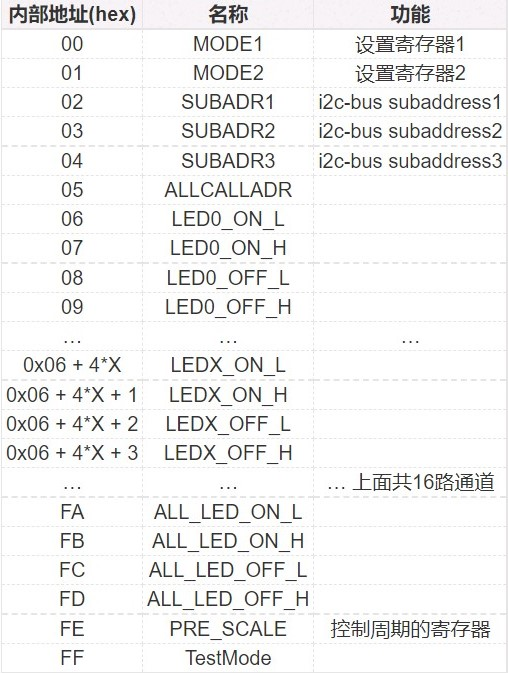 内部地址(hex) 名称 功能
00 MODE1 设置寄存器1
01 MODE2 设置寄存器2
02 SUBADR1 i2c-bus subaddress1
03 SUBADR2 i2c-bus subaddress2
04 SUBADR3 i2c-bus subaddress3
05 ALLCALLADR
06 LED0_ON_L
07 LED0_ON_H
08 LED0_OFF_L
09 LED0_OFF_H
… … …
0x06 + 4*X LEDX_ON_L
0x06 + 4*X + 1 LEDX_ON_H
0x06 + 4*X + 2 LEDX_OFF_L
0x06 + 4*X + 3 LEDX_OFF_H
… … … 上面共16路通道
FA ALL_LED_ON_L
FB ALL_LED_ON_H
FC ALL_LED_OFF_L
FD ALL_LED_OFF_H
FE PRE_SCALE 控制周期的寄存器
FF TestMode